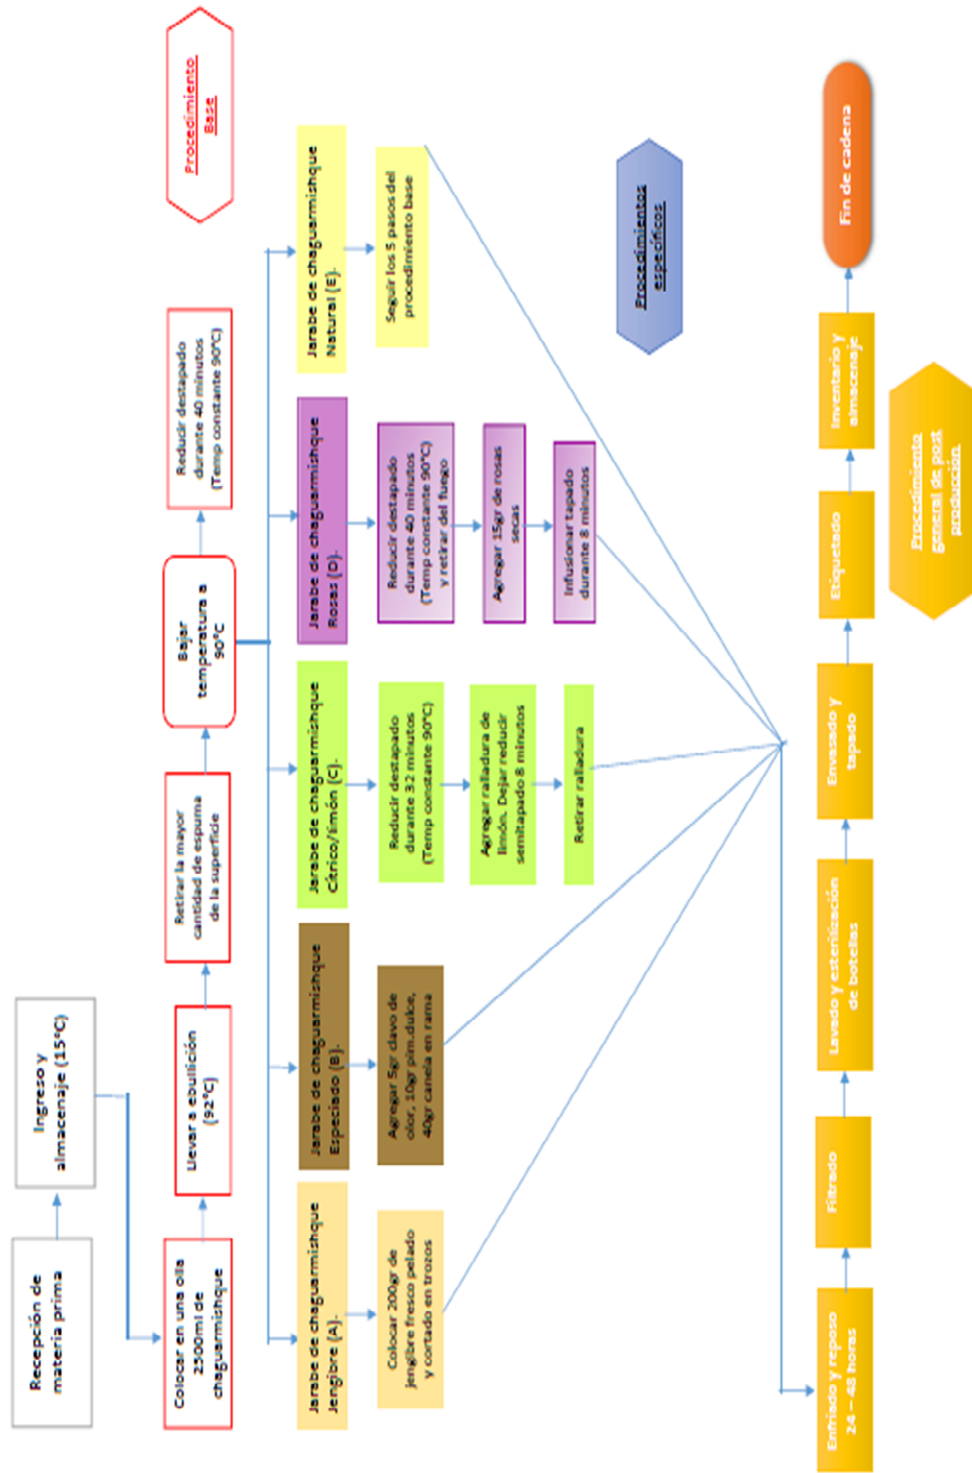 Recepción de
materia prima
Ingreso y
almacenaje (15°C)
Colocar en una olla
2500ml de
chaguarmishque
Llevar a ebullición
(92°C)
Retirar la mayor
cantidad de espuma
de la superficie
Bajar
temperatura a
90°C
Reducir destapado
durante 40 minutos
(Temp constante 90°C)
Procedimiento
Base
Jarabe de chaguarmishque
Jengibre (A).
Jarabe de chaguarmishque
Especiado (B).
Jarabe de chaguarmishque
Cítrico/limón (C).
Jarabe de chaguarmishque
Rosas (D).
Jarabe de chaguarmishque
Natural (E).
Colocar 200gr de
jengibre fresco pelado
y cortado en trozos
Agregar 5gr clavo de
olor, 10gr pim.dulce,
40gr canela en rama
Reducir destapado
durante 32 minutos
(Temp constante 90°C)
Agregar ralladura de
limón. Dejar reducir
semitapado 8 minutos
Retirar ralladura
Reducir destapado
durante 40 minutos
(Temp constante 90°C)
y retirar del fuego
Agregar 15gr de rosas
secas
Infusionar tapado
durante 8 minutos
Seguir los 5 pasos del
procedimiento base
Procedimientos
específicos
Enfriado y reposo
24 – 48 horas
Filtrado
Lavado y esterilización
de botellas
Envasado y
tapado
Etiquetado
Inventario y
almacenaje
Fin de cadena
Procedimiento
general de post
producción.